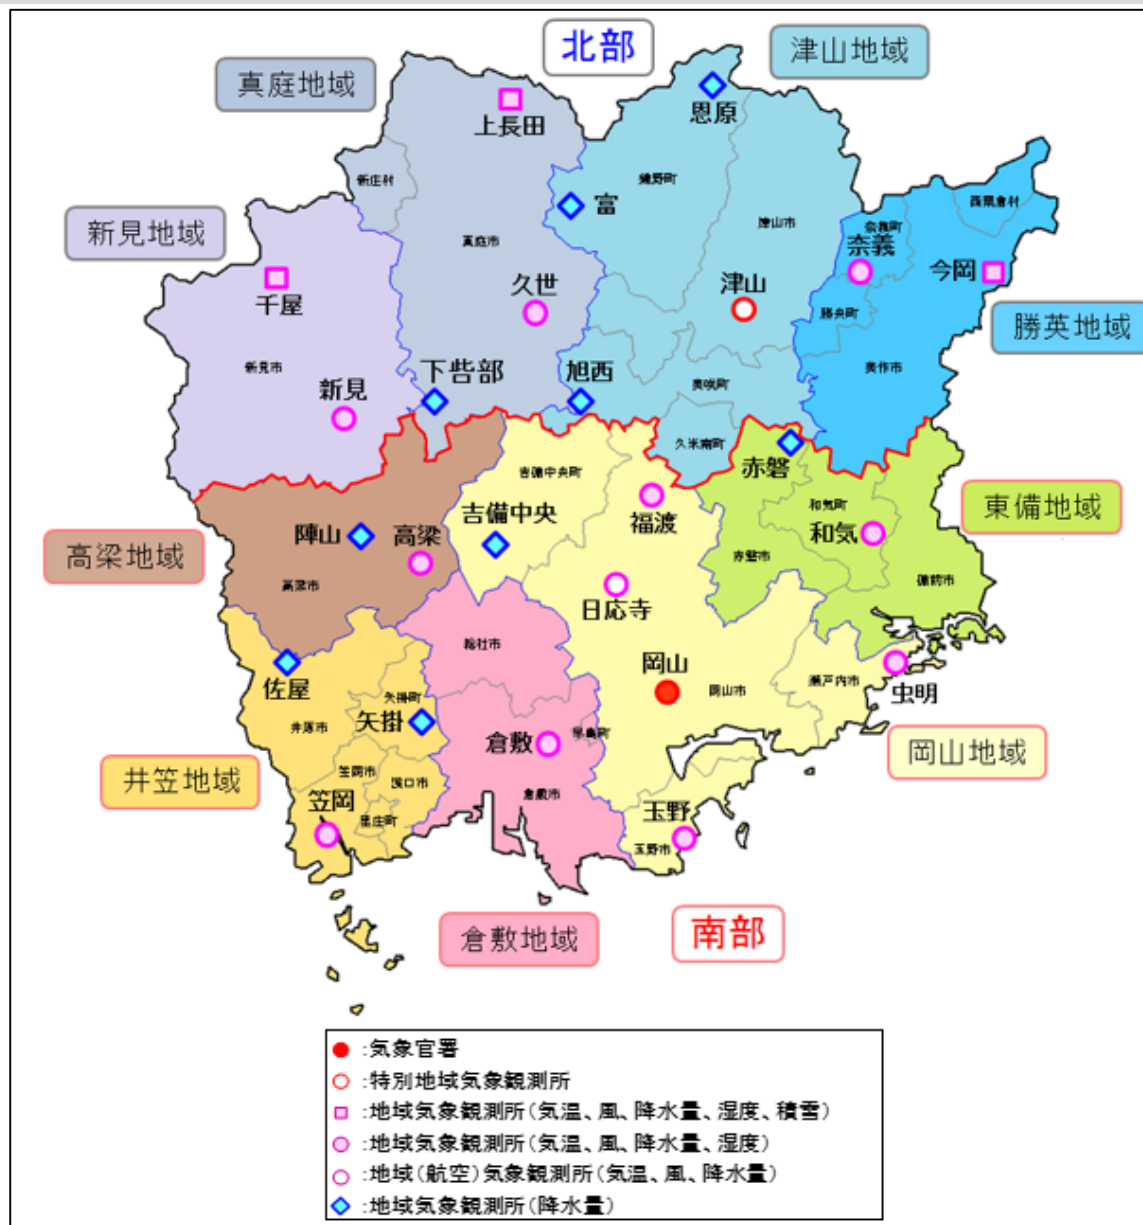 北部
津山地域
真庭地域
恩原
上長田
新庄村
鏡野町
富
西粟倉村
新見地域
真庭市
津山市
奈義町
奈義
今岡
千屋
久世
津山
勝央町
勝英地域
新見市
新見
下呰部
旭西
美咲町
美作市
久米南町
赤磐
吉備中央町
東備地域
陣山
高梁
吉備中央
福渡
和気町
和気
高梁地域
高梁市
赤磐市
備前市
日応寺
総社市
岡山
岡山市
瀬戸内市
虫明
佐屋
矢掛町
井原市
矢掛
倉敷
早島町
岡山地域
井笠地域
笠岡市
浅口市
倉敷市
笠岡
里庄町
玉野
玉野市
倉敷地域
南部
:気象官署
:特別地域気象観測所
:地域気象観測所(気温、風、降水量、湿度、積雪)
:地域気象観測所(気温、風、降水量、湿度)
:地域(航空)気象観測所(気温、風、降水量)
:地域気象観測所(降水量)